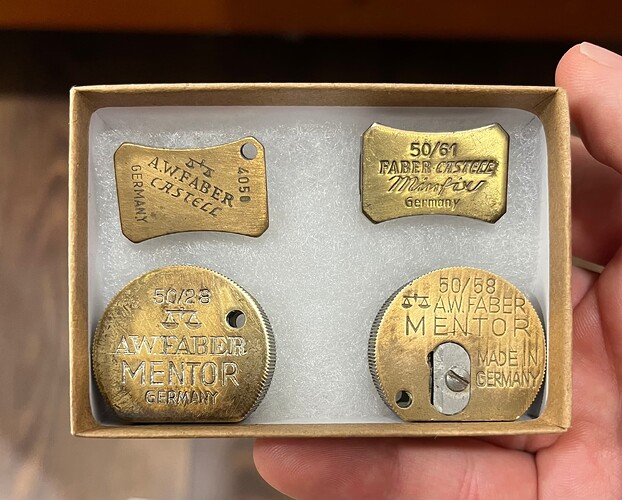 A.W.FABER
CASTELL
GERMANY
4050
50/61
FABER-CASTELL
Minfix
Germany
50/28
A.W.FABER
MENTOR
GERMANY
50/58
A.W.FABER
MENTOR
MADE IN
GERMANY